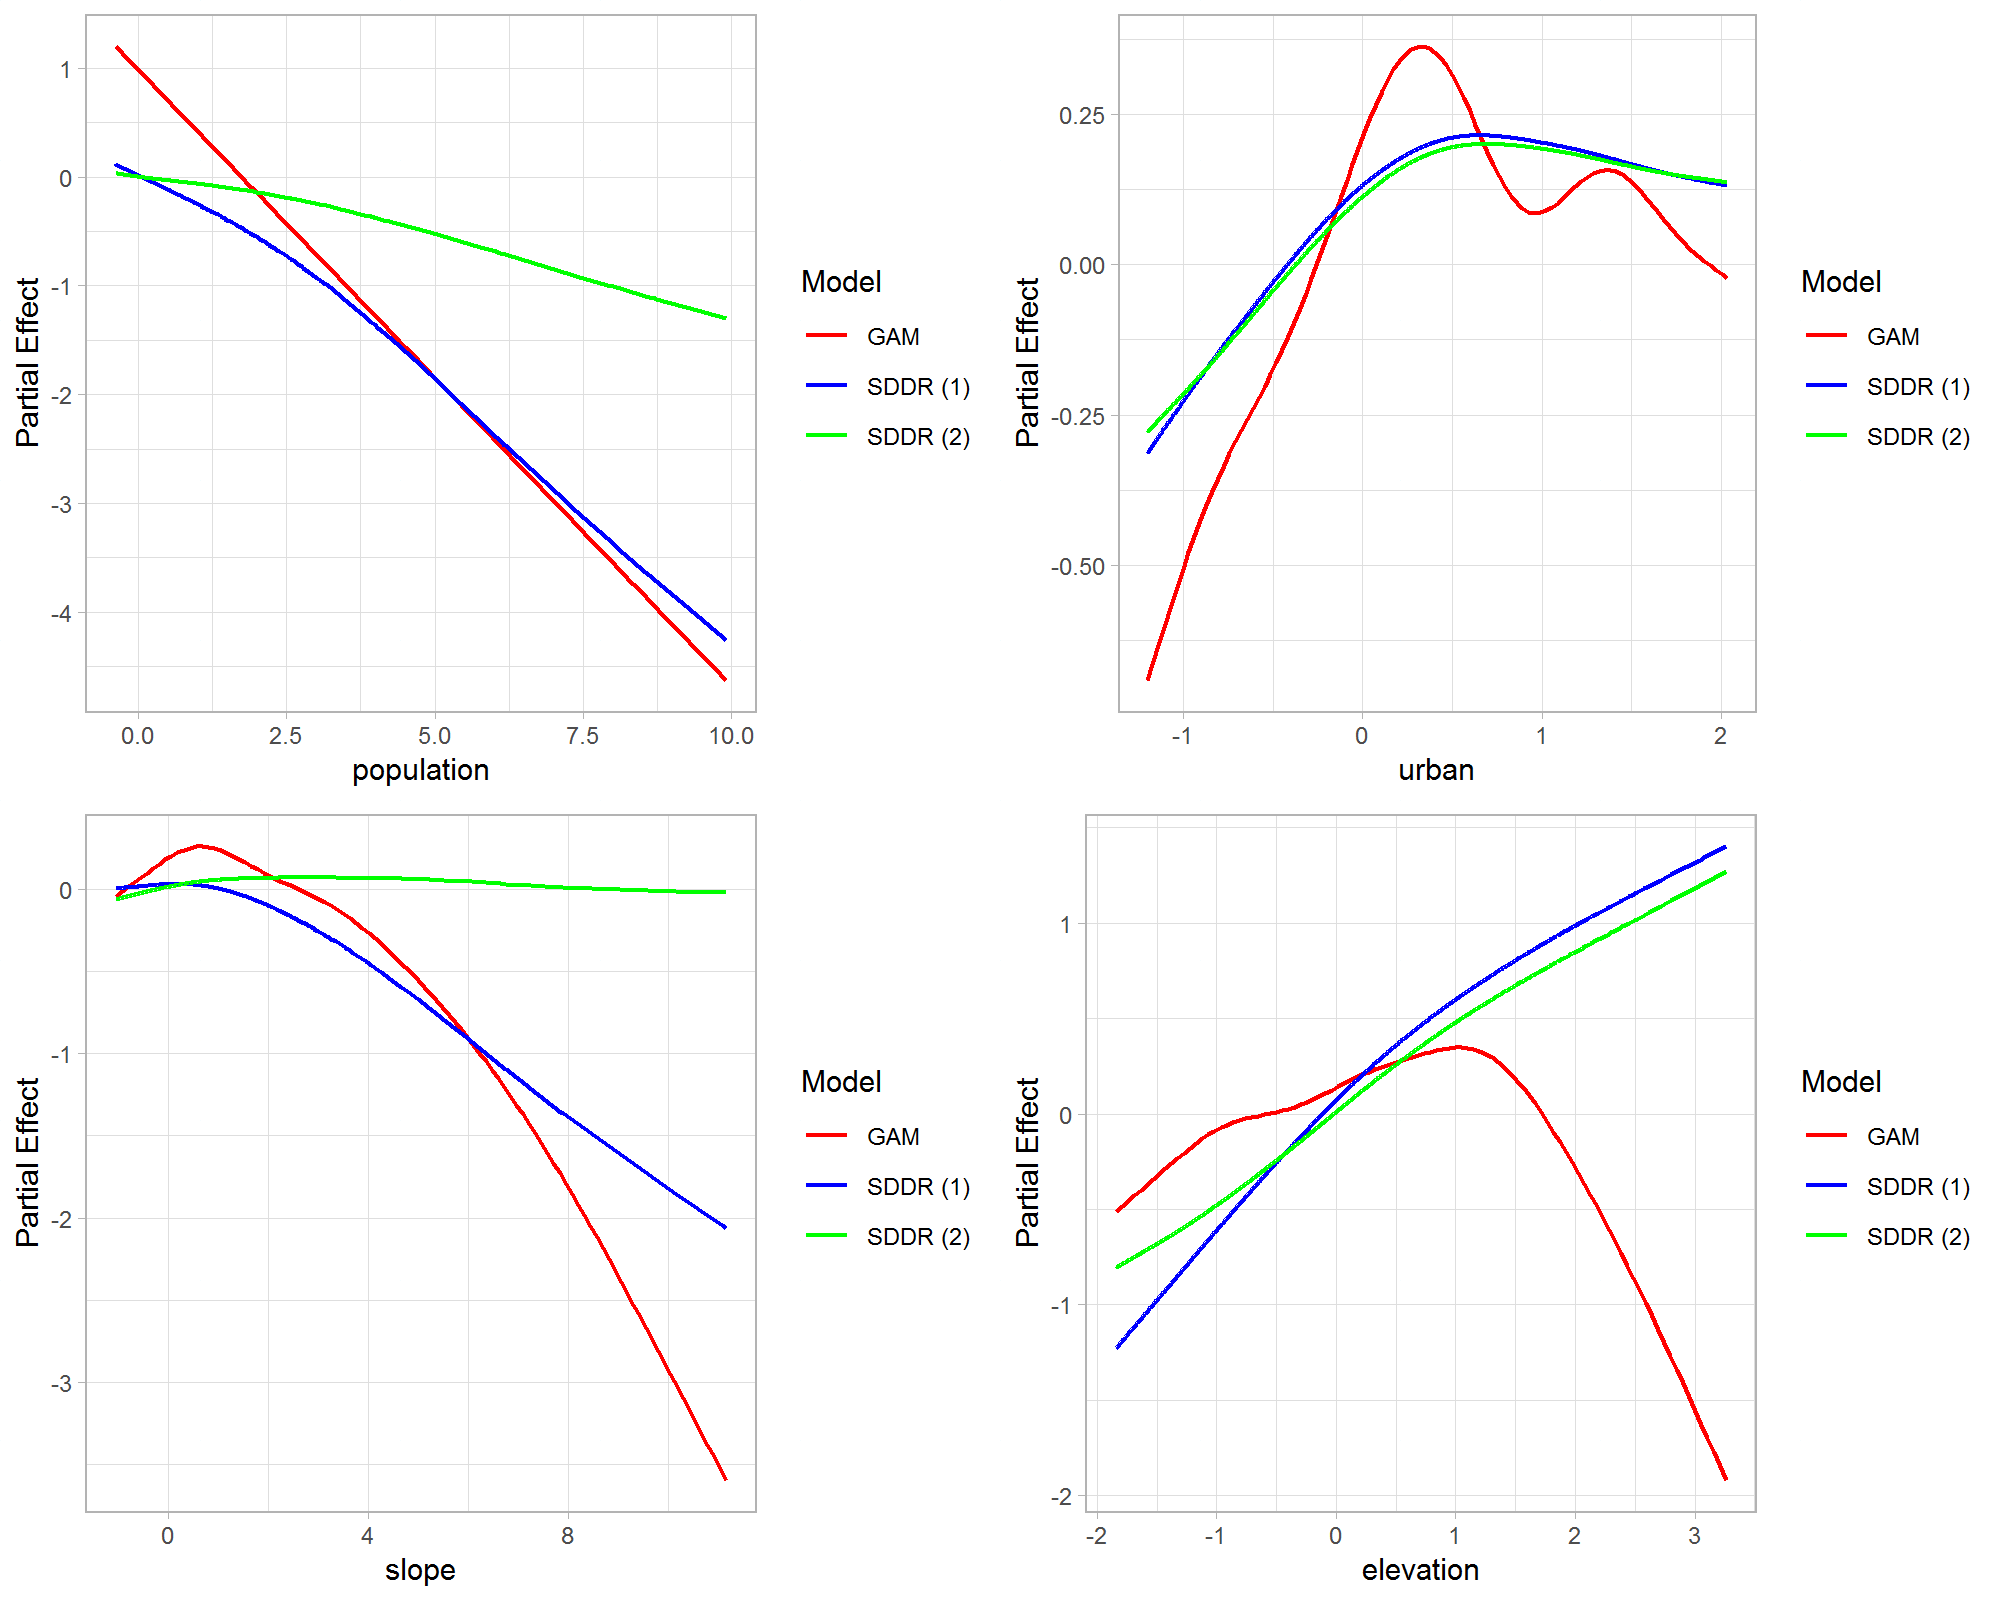 1
0
-1
-2
-3
-4
Partial Effect
0.0 2.5 5.0 7.5 10.0
population
Model
GAM
SDDR (1)
SDDR (2)
0.25
0.00
-0.25
-0.50
Partial Effect
-1 0 1 2
urban
Model
GAM
SDDR (1)
SDDR (2)
0
-1
-2
-3
Partial Effect
0 4 8
slope
Model
GAM
SDDR (1)
SDDR (2)
1
0
-1
-2
Partial Effect
-2 -1 0 1 2 3
elevation
Model
GAM
SDDR (1)
SDDR (2)